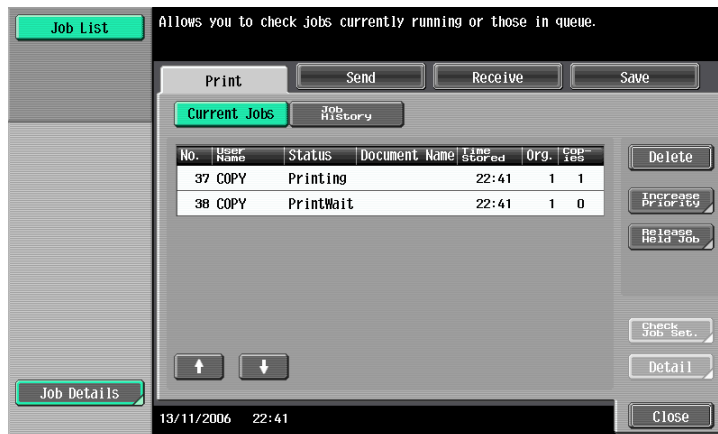 Job List
Allows you to check jobs currently running or those in queue.
Print
Send
Receive
Save
Current Jobs
Job
History
No. User Name Status Document Name Time Stored Org. Cop-ies
37 COPY Printing 22:41 1 1
38 COPY PrintWait 22:41 1 0
Delete
Increase
Priority
Release
Held Job
Check
Job Set.
Detail
Job Details
13/11/2006 22:41
Close